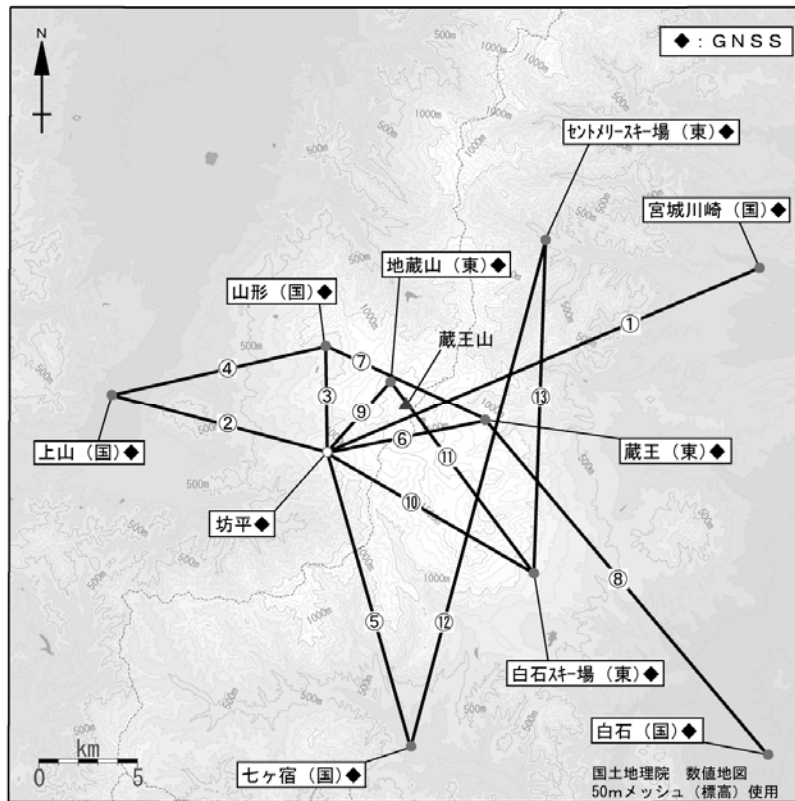 N
◆：ＧＮＳＳ
セントメリースキー場（東）◆
宮城川崎（国）◆
地蔵山（東）◆
山形（国）◆
蔵王山
①
④
⑦
③
⑨
⑬
②
⑥
上山（国）◆
蔵王（東）◆
⑪
⑩
坊平◆
⑧
⑤
⑫
白石スキー場（東）◆
白石（国）◆
km
0 5
七ヶ宿（国）◆
国土地理院 数値地図
50mメッシュ（標高）使用
500m
1000m